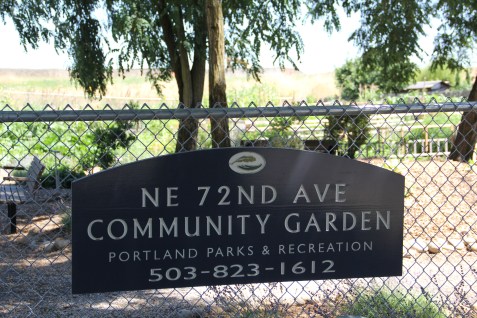 NE 72ND AVE
COMMUNITY GARDEN
PORTLAND PARKS & RECREATION
503-823-1612